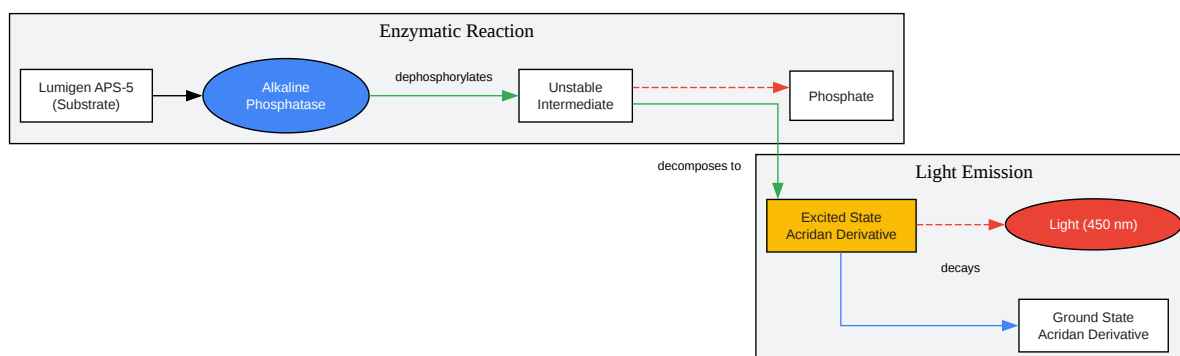 Enzymatic Reaction
Lumigen APS-5
(Substrate)
Alkaline
Phosphatase
dephosphorylates
Unstable
Intermediate
Phosphate
decomposes to
Light Emission
Excited State
Acridan Derivative
Light (450 nm)
decays
Ground State
Acridan Derivative